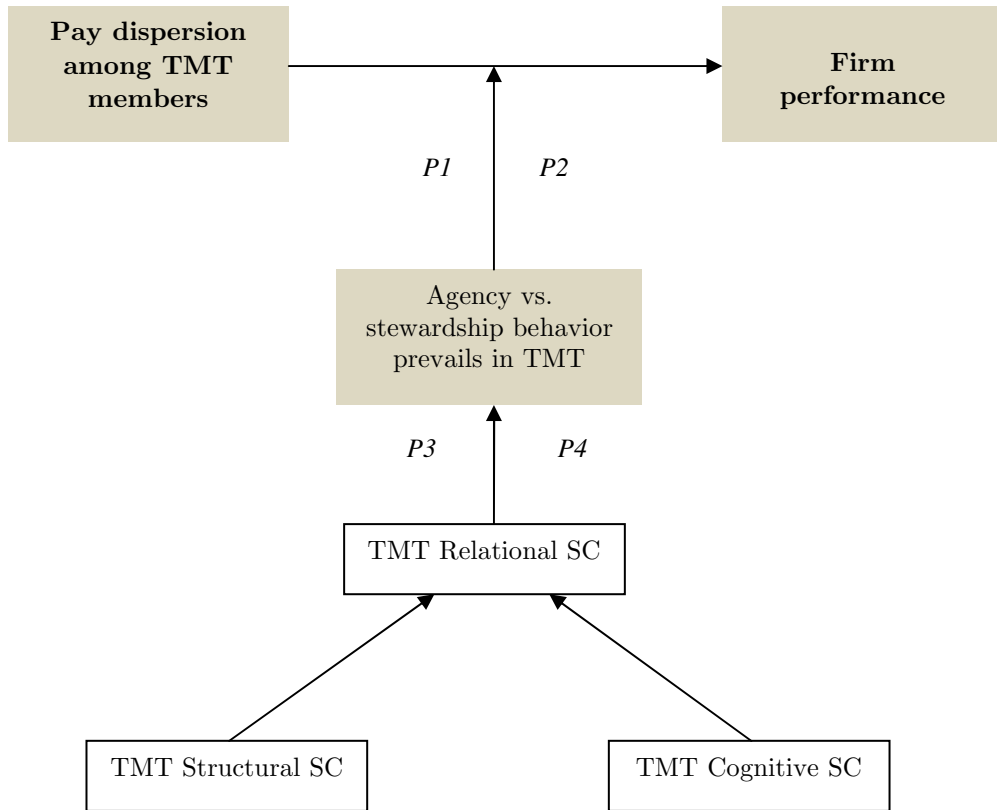 Pay dispersion
among TMT
members
Firm
performance
P1
P2
Agency vs.
stewardship behavior
prevails in TMT
P3
P4
TMT Relational SC
TMT Structural SC
TMT Cognitive SC